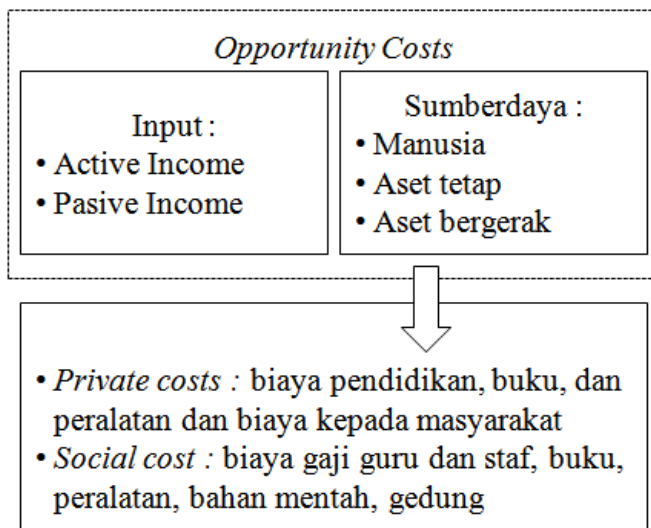 Opportunity Costs
Input :
• Active Income
• Pasive Income
Sumberdaya :
• Manusia
• Aset tetap
• Aset bergerak
• Private costs : biaya pendidikan, buku, dan
peralatan dan biaya kepada masyarakat
• Social cost : biaya gaji guru dan staf, buku,
peralatan, bahan mentah, gedung